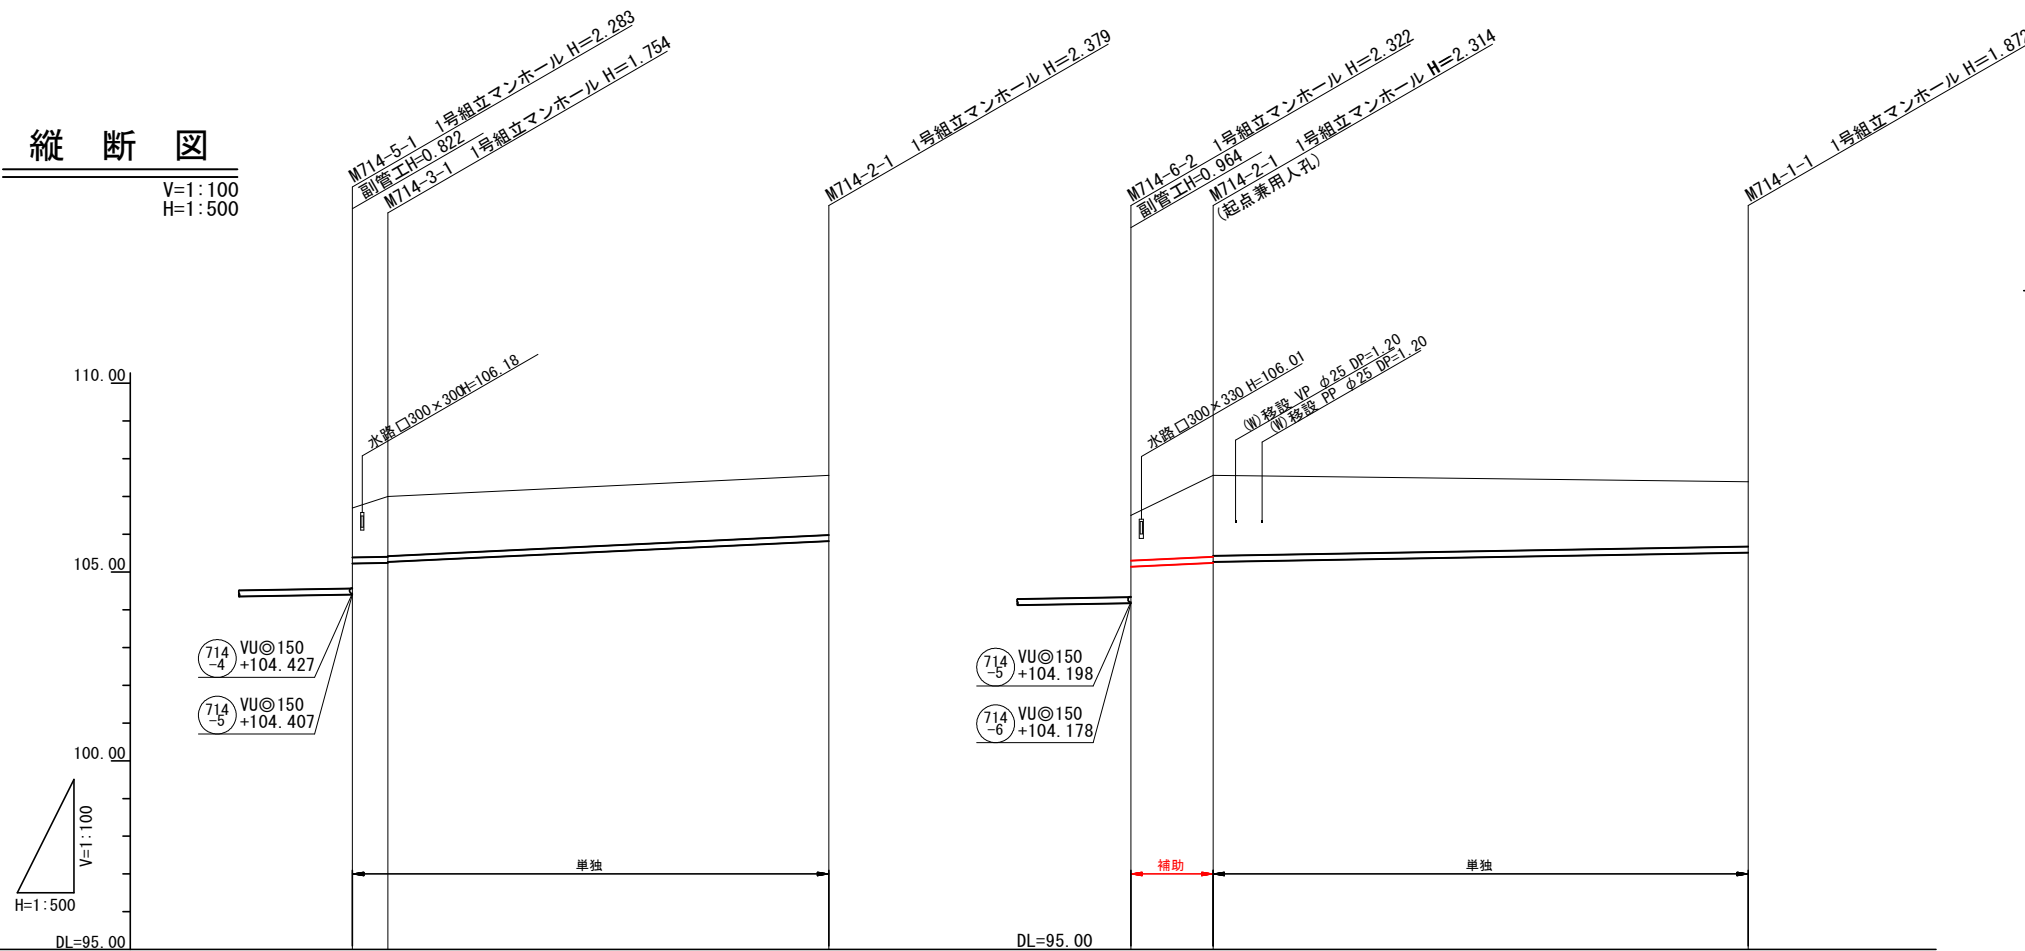 縦断図
V=1:100
H=1:500
M714-5-1 1号組立マンホール H=2.283
副管工H=0.822
M714-3-1 1号組立マンホール H=1.754
M714-2-1 1号組立マンホール H=2.379
M714-6-2 1号組立マンホール H=2.322
副管工H=0.964
M714-2-1 1号組立マンホール H=2.314
(起点兼用人孔)
M714-1-1 1号組立マンホール H=1.872
水路□300×300H=106.18
水路□300×330 H=106.01
(W)移設 VP φ25 DP=1.20
(W)移設 PP φ25 DP=1.20
110.00
105.00
100.00
DL=95.00
714-4 VU◎150
+104.427
714-5 VU◎150
+104.407
714-5 VU◎150
+104.198
714-6 VU◎150
+104.178
V=1:100
H=1:500
単独
補助
単独
DL=95.00